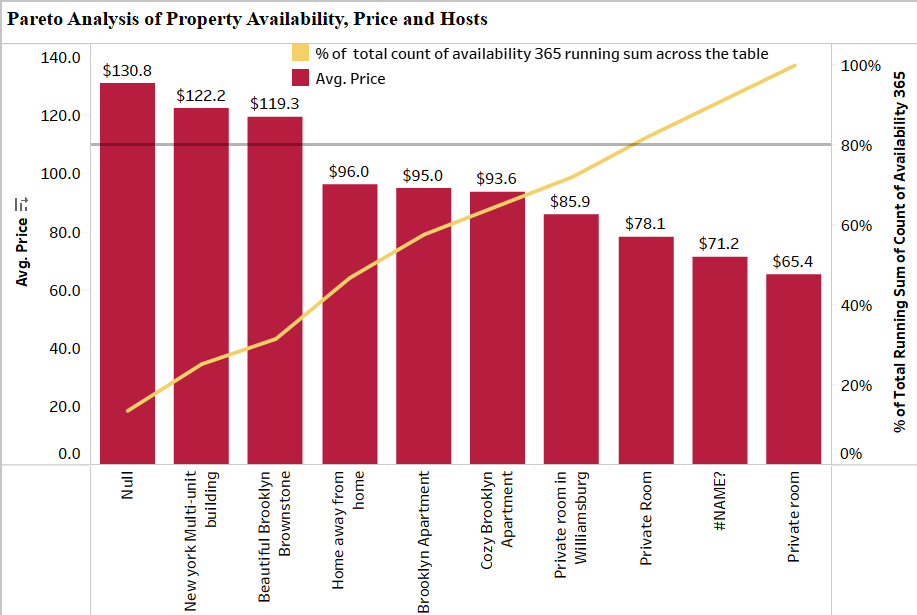 Pareto Analysis of Property Availability, Price and Hosts
% of  total count of availability 365 running sum across the table
Avg. Price
140.0
120.0
100.0
80.0
60.0
40.0
20.0
0.0
Avg. Price
$130.8
$122.2
$119.3
$96.0
$95.0
$93.6
$85.9
$78.1
$71.2
$65.4
100%
80%
60%
40%
20%
0%
% of Total Running Sum of Count of Availability 365
Null
New york Multi-unit
building
Beautiful Brooklyn
Brownstone
Home away from
home
Brooklyn Apartment
Cozy Brooklyn
Apartment
Private room in
Williamsburg
Private Room
#NAME?
Private room